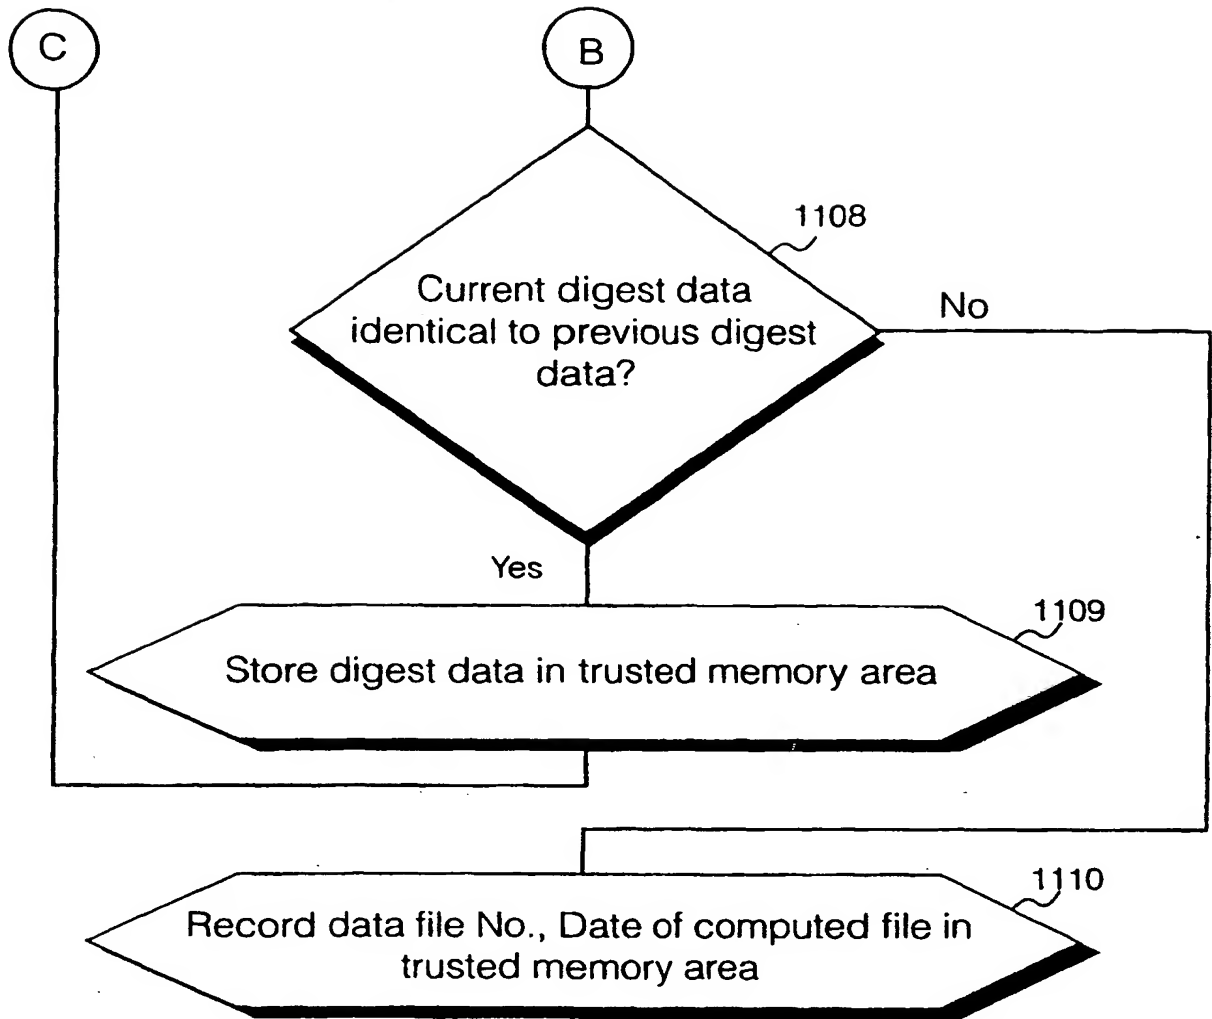 C
B
1108
Current digest data
identical to previous digest
data?
No
Yes
1109
Store digest data in trusted memory area
1110
Record data file No., Date of computed file in
trusted memory area